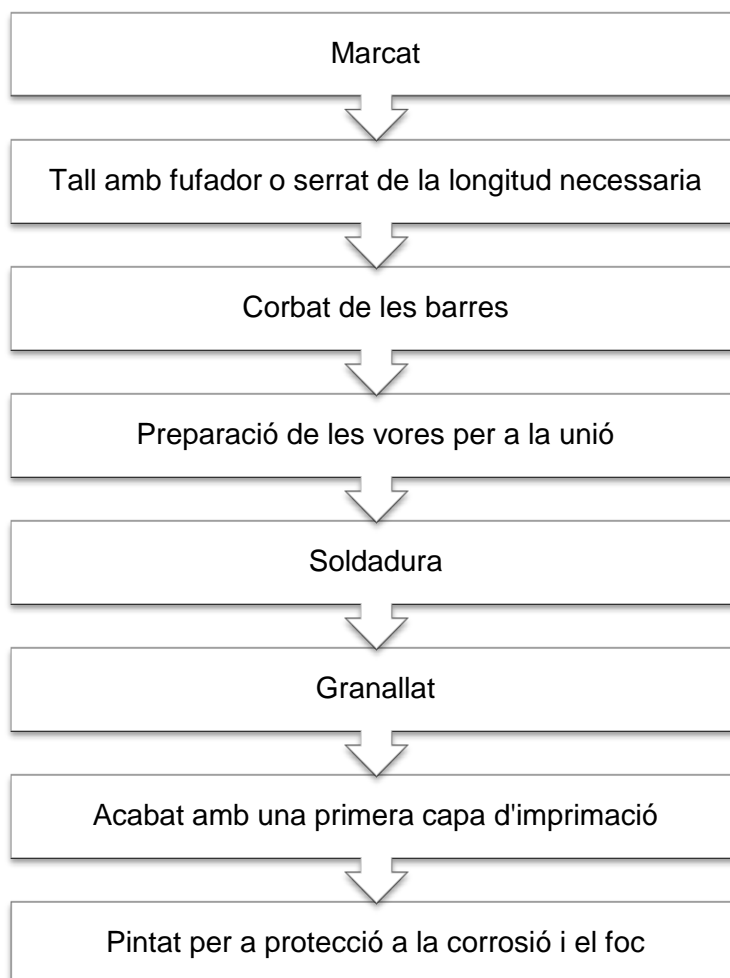 Marcat
Tall amb fufador o serrat de la longitud necessaria
Corbat de les barres
Preparació de les vores per a la unió
Soldadura
Granallat
Acabat amb una primera capa d'imprimació
Pintat per a protecció a la corrosió i el foc